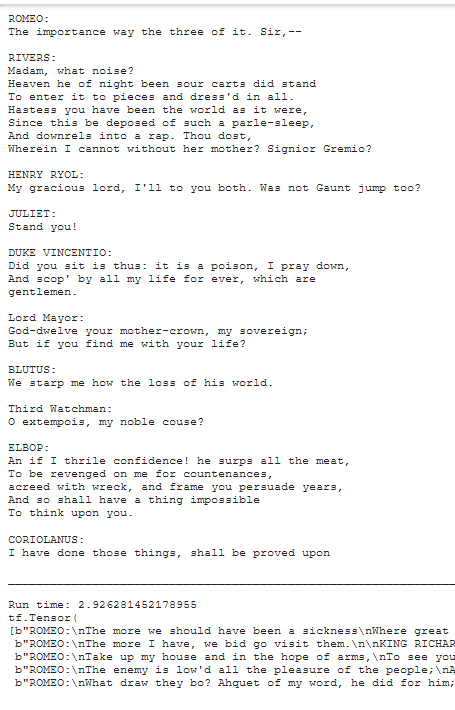 ROMEO:
The importance way the three of it. Sir,--

RIVERS:
Madam, what noise?
Heaven he of night been sour carts did stand
To enter it to pieces and dress'd in all.
Hastess you have been the world as it were,
Since this be deposed of such a parle-sleep,
And downrels into a rap. Thou dost,
Wherein I cannot without her mother? Signior Gremio?

HENRY RYOL:
My gracious lord, I'll to you both. Was not Gaunt jump too?

JULIET:
Stand you!

DUKE VINCENTIO:
Did you sit is thus: it is a poison, I pray down,
And scop' by all my life for ever, which are
gentlemen.

Lord Mayor:
God-dwelve your mother-crown, my sovereign;
But if you find me with your life?

BLUTUS:
We starp me how the loss of his world.

Third Watchman:
O extempois, my noble couse?

ELBOP:
An if I thrile confidence! he surps all the meat,
To be revenged on me for countenances,
acreed with wreck, and frame you persuade years,
And so shall have a thing impossible
To think upon you.

CORIOLANUS:
I have done those things, shall be proved upon

Run time: 2.926281452178955
tf.Tensor(
[b"ROMEO:\nThe more we should have been a sickness\nWhere great
b"ROMEO:\nThe more I have, we bid go visit them.\n\nKING RICHAR
b"ROMEO:\nTake up my house and in the hope of arms,\nTo see you
b"ROMEO:\nThe enemy is low'd all the pleasure of the people;\nA
b"ROMEO:\nWhat draw they bo? Ahquet of my word, he did for him;